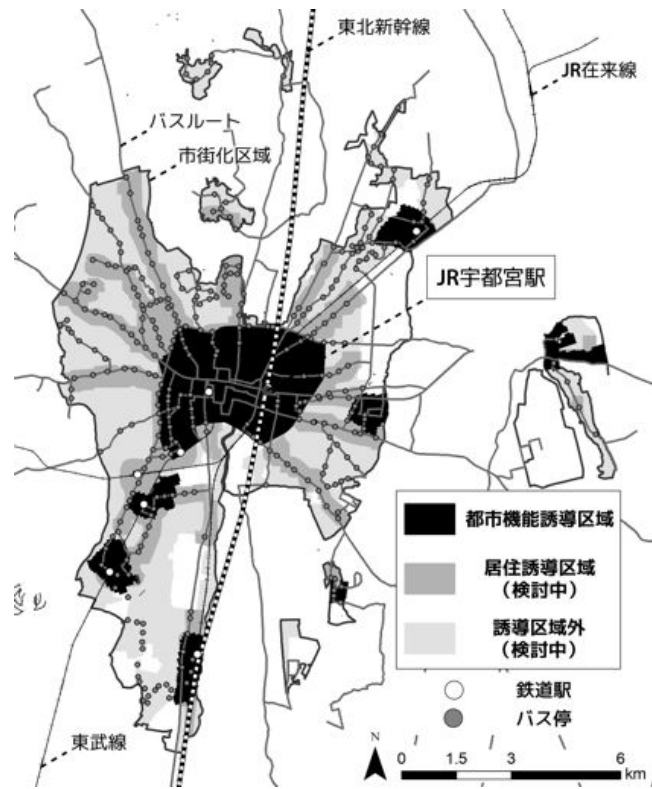 東北新幹線
JR在来線
バスルート
市街化区域
JR宇都宮駅
都市機能誘導区域
居住誘導区域
（検討中）
誘導区域外
（検討中）
鉄道駅
バス停
東武線
N
0 1.5 3 6
km